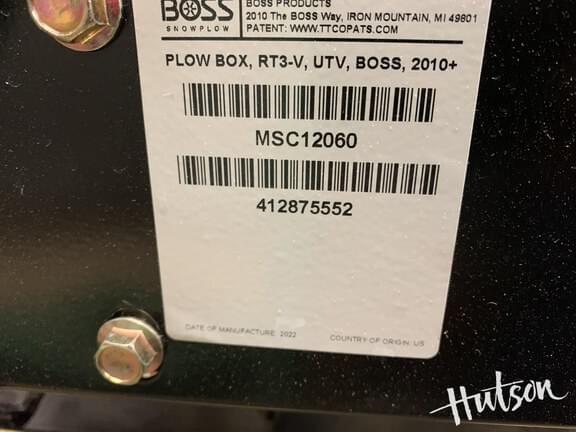 BOSS
SNOWPLOW
BOSS PRODUCTS
2010 The BOSS Way, IRON MOUNTAIN, MI 49801
PATENT: WWW.TTCOPATS.COM
PLOW BOX, RT3-V, UTV, BOSS, 2010+
MSC12060
412875552
DATE OF MANUFACTURE: 2022
COUNTRY OF ORIGIN: US
Hutson